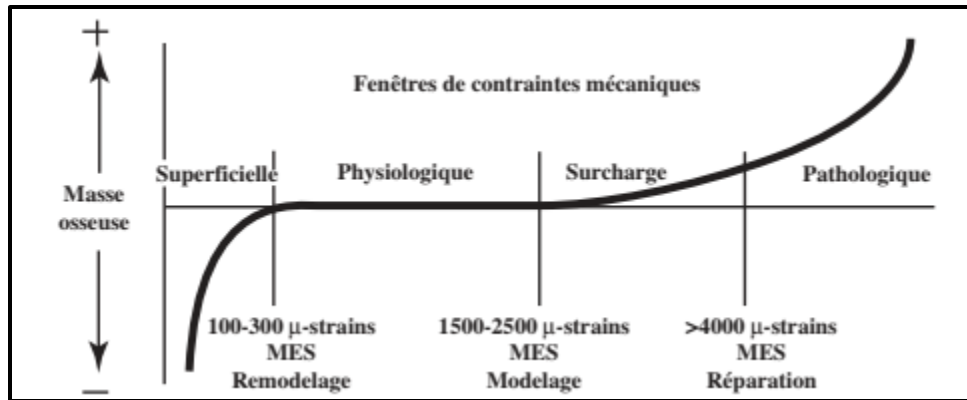 +
Fenêtres de contraintes mécaniques
Superficielle
Physiologique
Surcharge
Pathologique
Masse
osseuse
100-300 µ-strains
MES
Remodelage
1500-2500 µ-strains
MES
Modelage
>4000 µ-strains
MES
Réparation
−